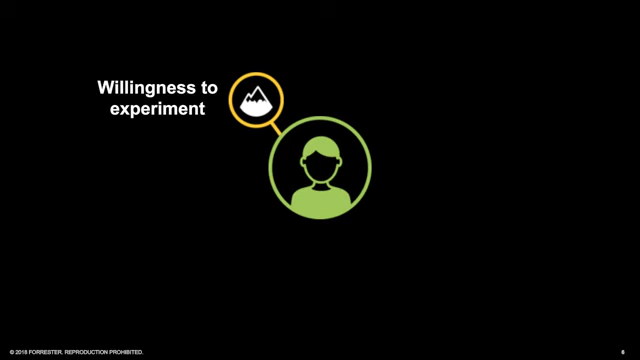 Willingness to
experiment
© 2018 FORRESTER. REPRODUCTION PROHIBITED.
6